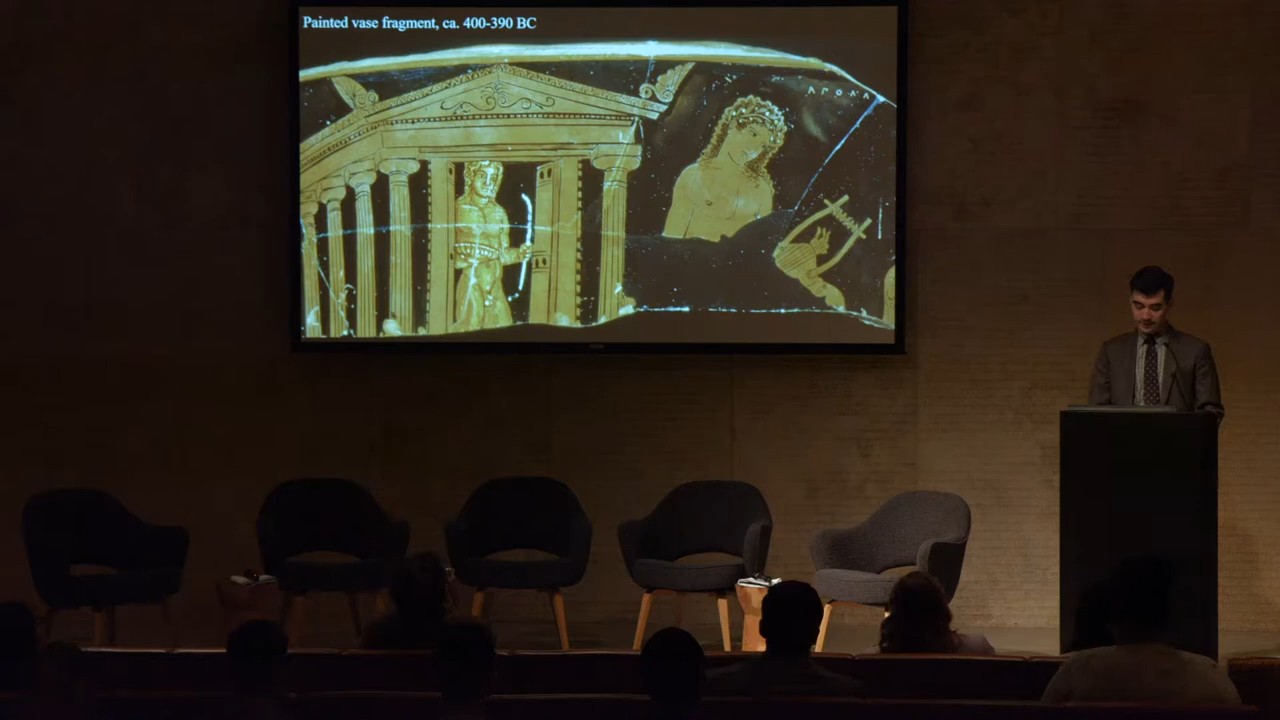 Painted vase fragment, ca. 400-390 BC
ΑΠΟΛΛ